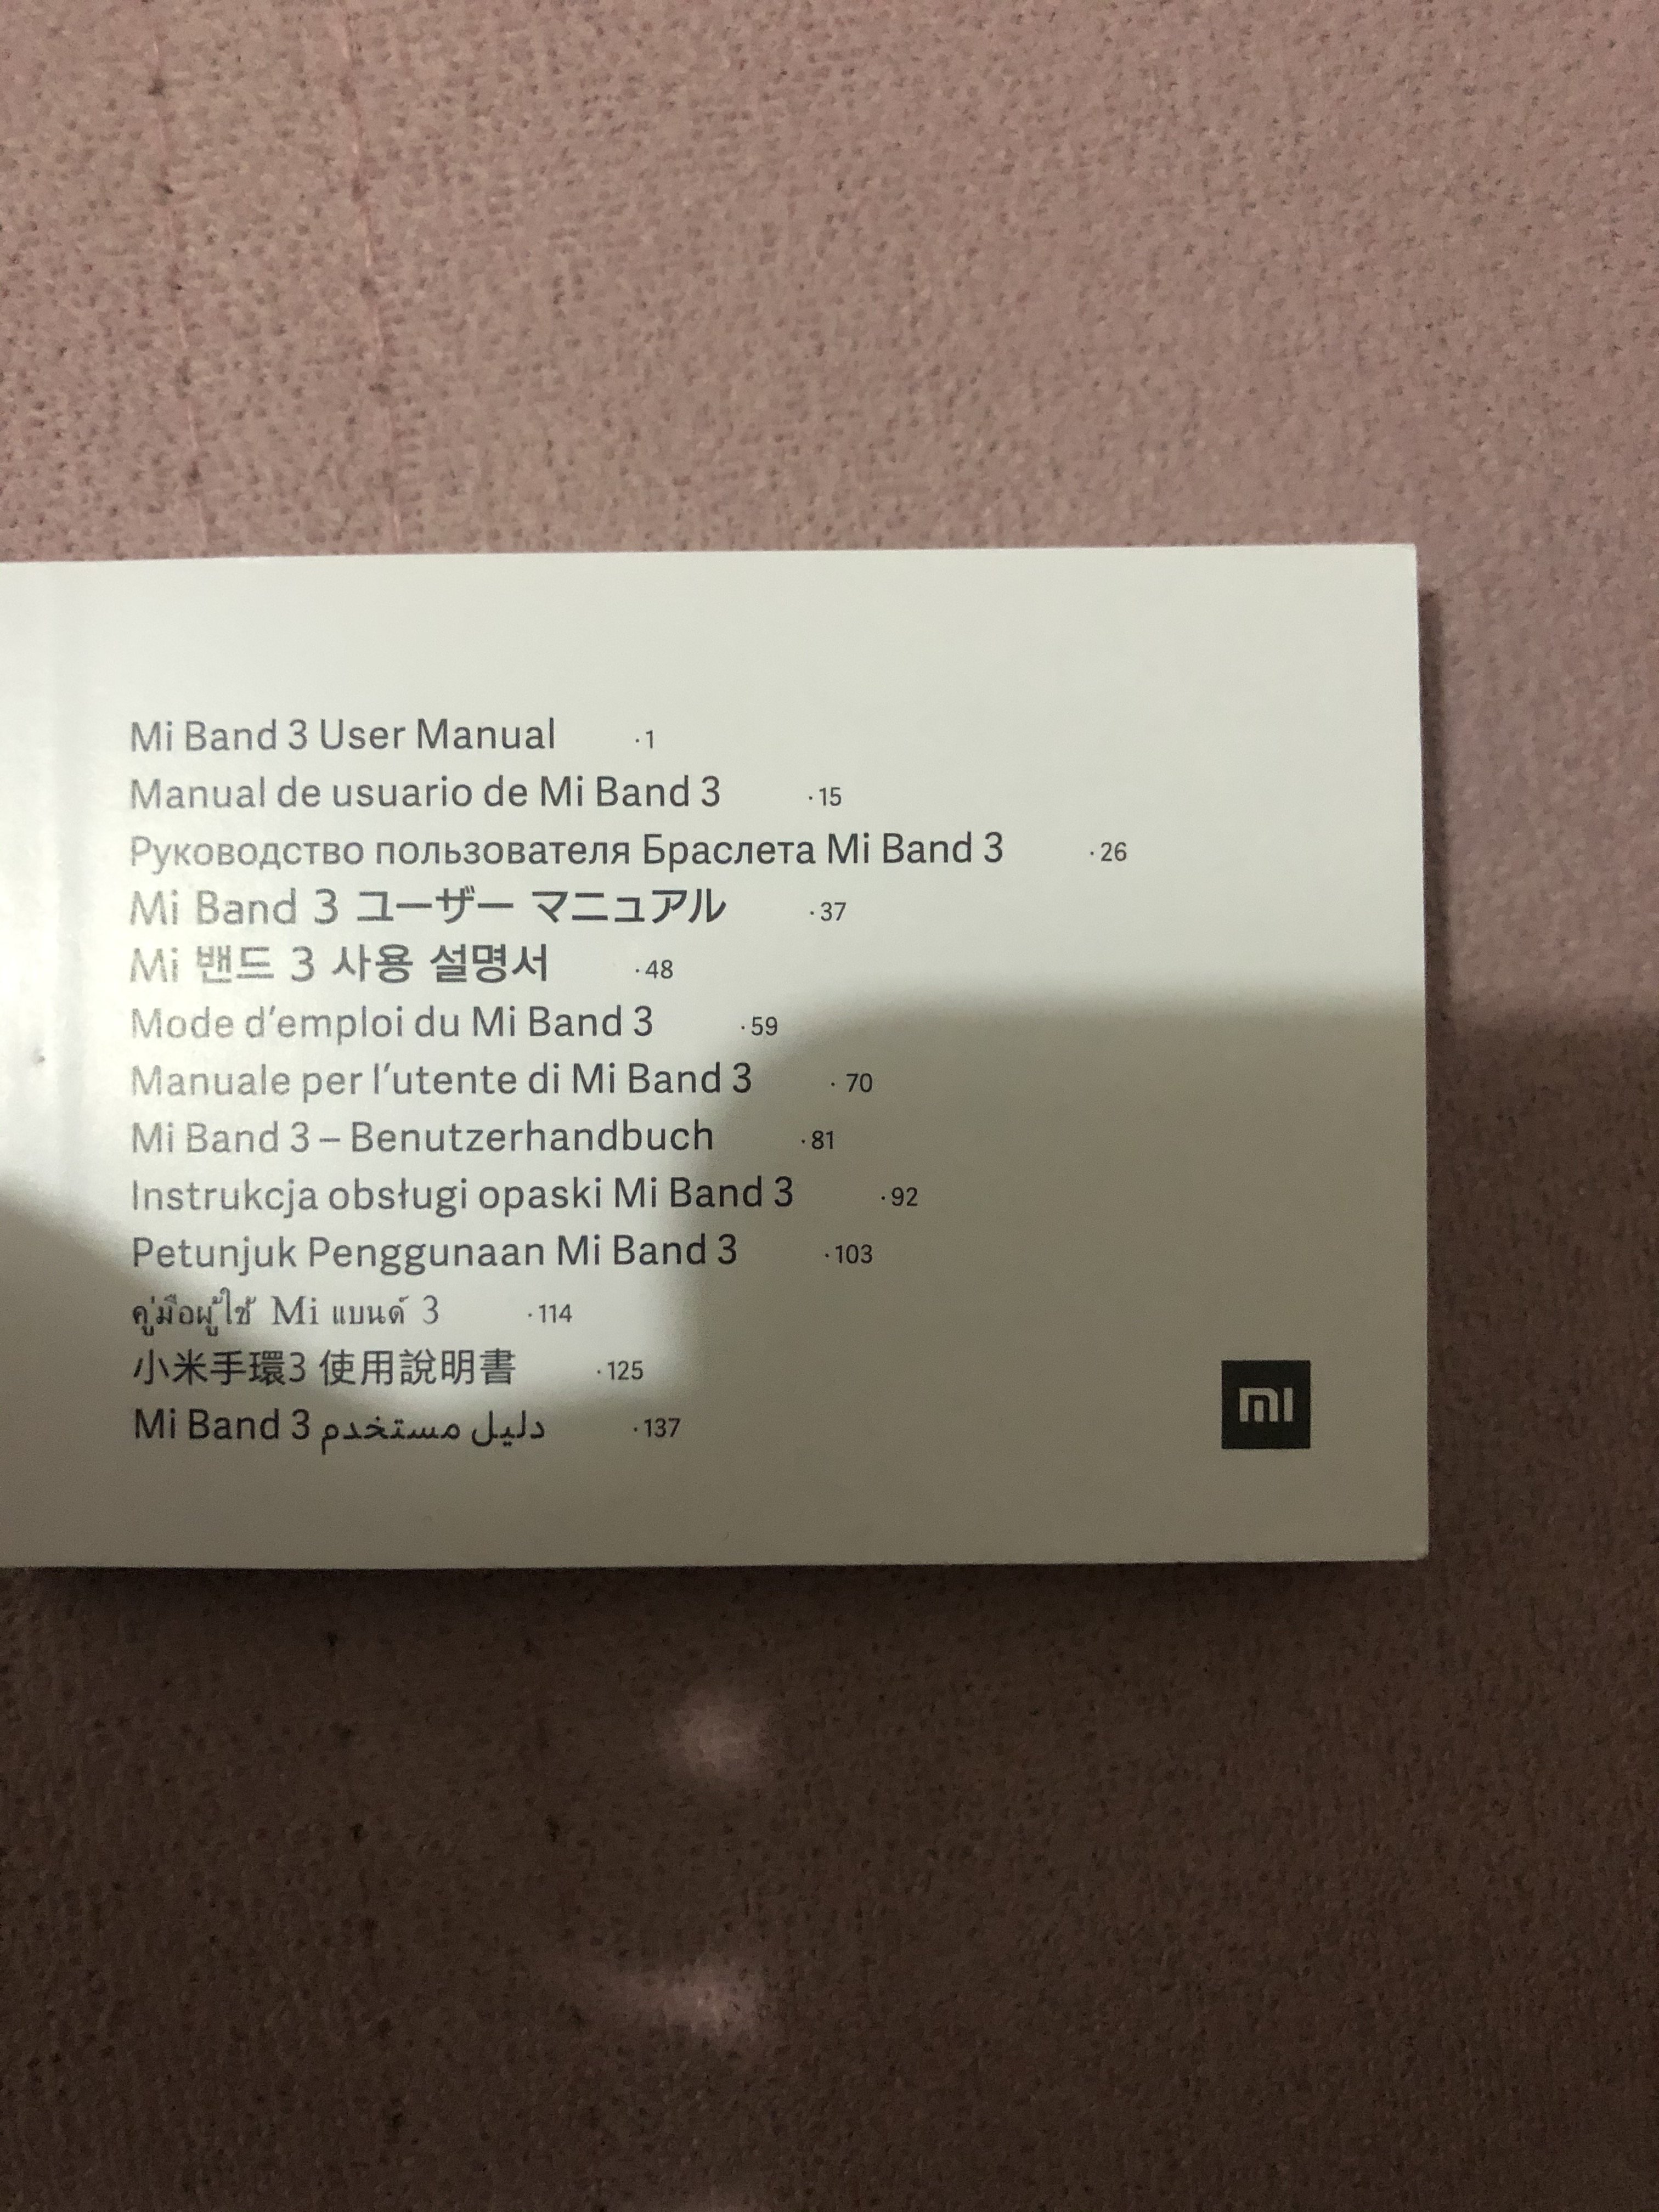 Mi Band 3 User Manual ·1
Manual de usuario de Mi Band 3 ·15
Руководство пользователя Браслета Mi Band 3 ·26
Mi Band 3 ユーザー マニュアル ·37
Mi 밴드 3 사용 설명서 ·48
Mode d’emploi du Mi Band 3 ·59
Manuale per l’utente di Mi Band 3 ·70
Mi Band 3 – Benutzerhandbuch ·81
Instrukcja obsługi opaski Mi Band 3 ·92
Petunjuk Penggunaan Mi Band 3 ·103
คู่มือผู้ใช้ Mi แบนด์ 3 ·114
小米手環3 使用說明書 ·125
Mi Band 3 دليل مستخدم ·137
mi